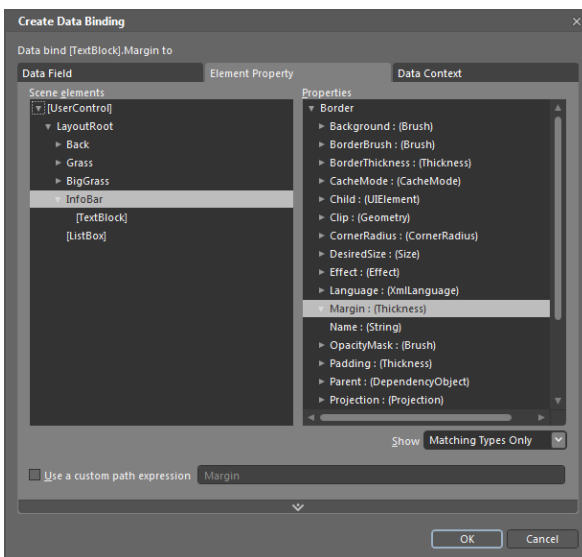 Create Data Binding
Data bind [TextBlock].Margin to
Data Field
Element Property
Data Context
Scene elements
[UserControl]
LayoutRoot
Back
Grass
BigGrass
InfoBar
[TextBlock]
[ListBox]
Properties
Border
Background : (Brush)
BorderBrush : (Brush)
BorderThickness : (Thickness)
CacheMode : (CacheMode)
Child : (UIElement)
Clip : (Geometry)
CornerRadius : (CornerRadius)
DesiredSize : (Size)
Effect : (Effect)
Language : (XmlLanguage)
Margin : (Thickness)
Name : (String)
OpacityMask : (Brush)
Padding : (Thickness)
Parent : (DependencyObject)
Projection : (Projection)
Show Matching Types Only
Use a custom path expression Margin
OK Cancel